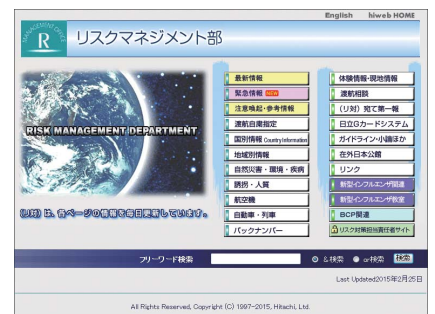 English hiweb HOME
MANAGEMENT OFFICE
R
リスクマネジメント部
RISK MANAGEMENT DEPARTMENT
(リ対) は、各ページの情報を毎日更新しています。
最新情報
緊急情報 NEW
注意喚起・参考情報
渡航自粛指定
国別情報 Country Information
地域別情報
自然災害・環境・疾病
誘拐・人質
航空機
自動車・列車
バックナンバー
体験情報・現地情報
渡航相談
(リ対) 宛て第一報
日立Gカードシステム
ガイドライン・小論ほか
在外日本公館
リンク
新型インフルエンザ関連
新型インフルエンザ教室
BCP関連
リスク対策担当責任者サイト
フリーワード検索 &検索 or検索 検索
Last Updated2015年2月25日
All Rights Reserved, Copyright (C) 1997-2015, Hitachi, Ltd.